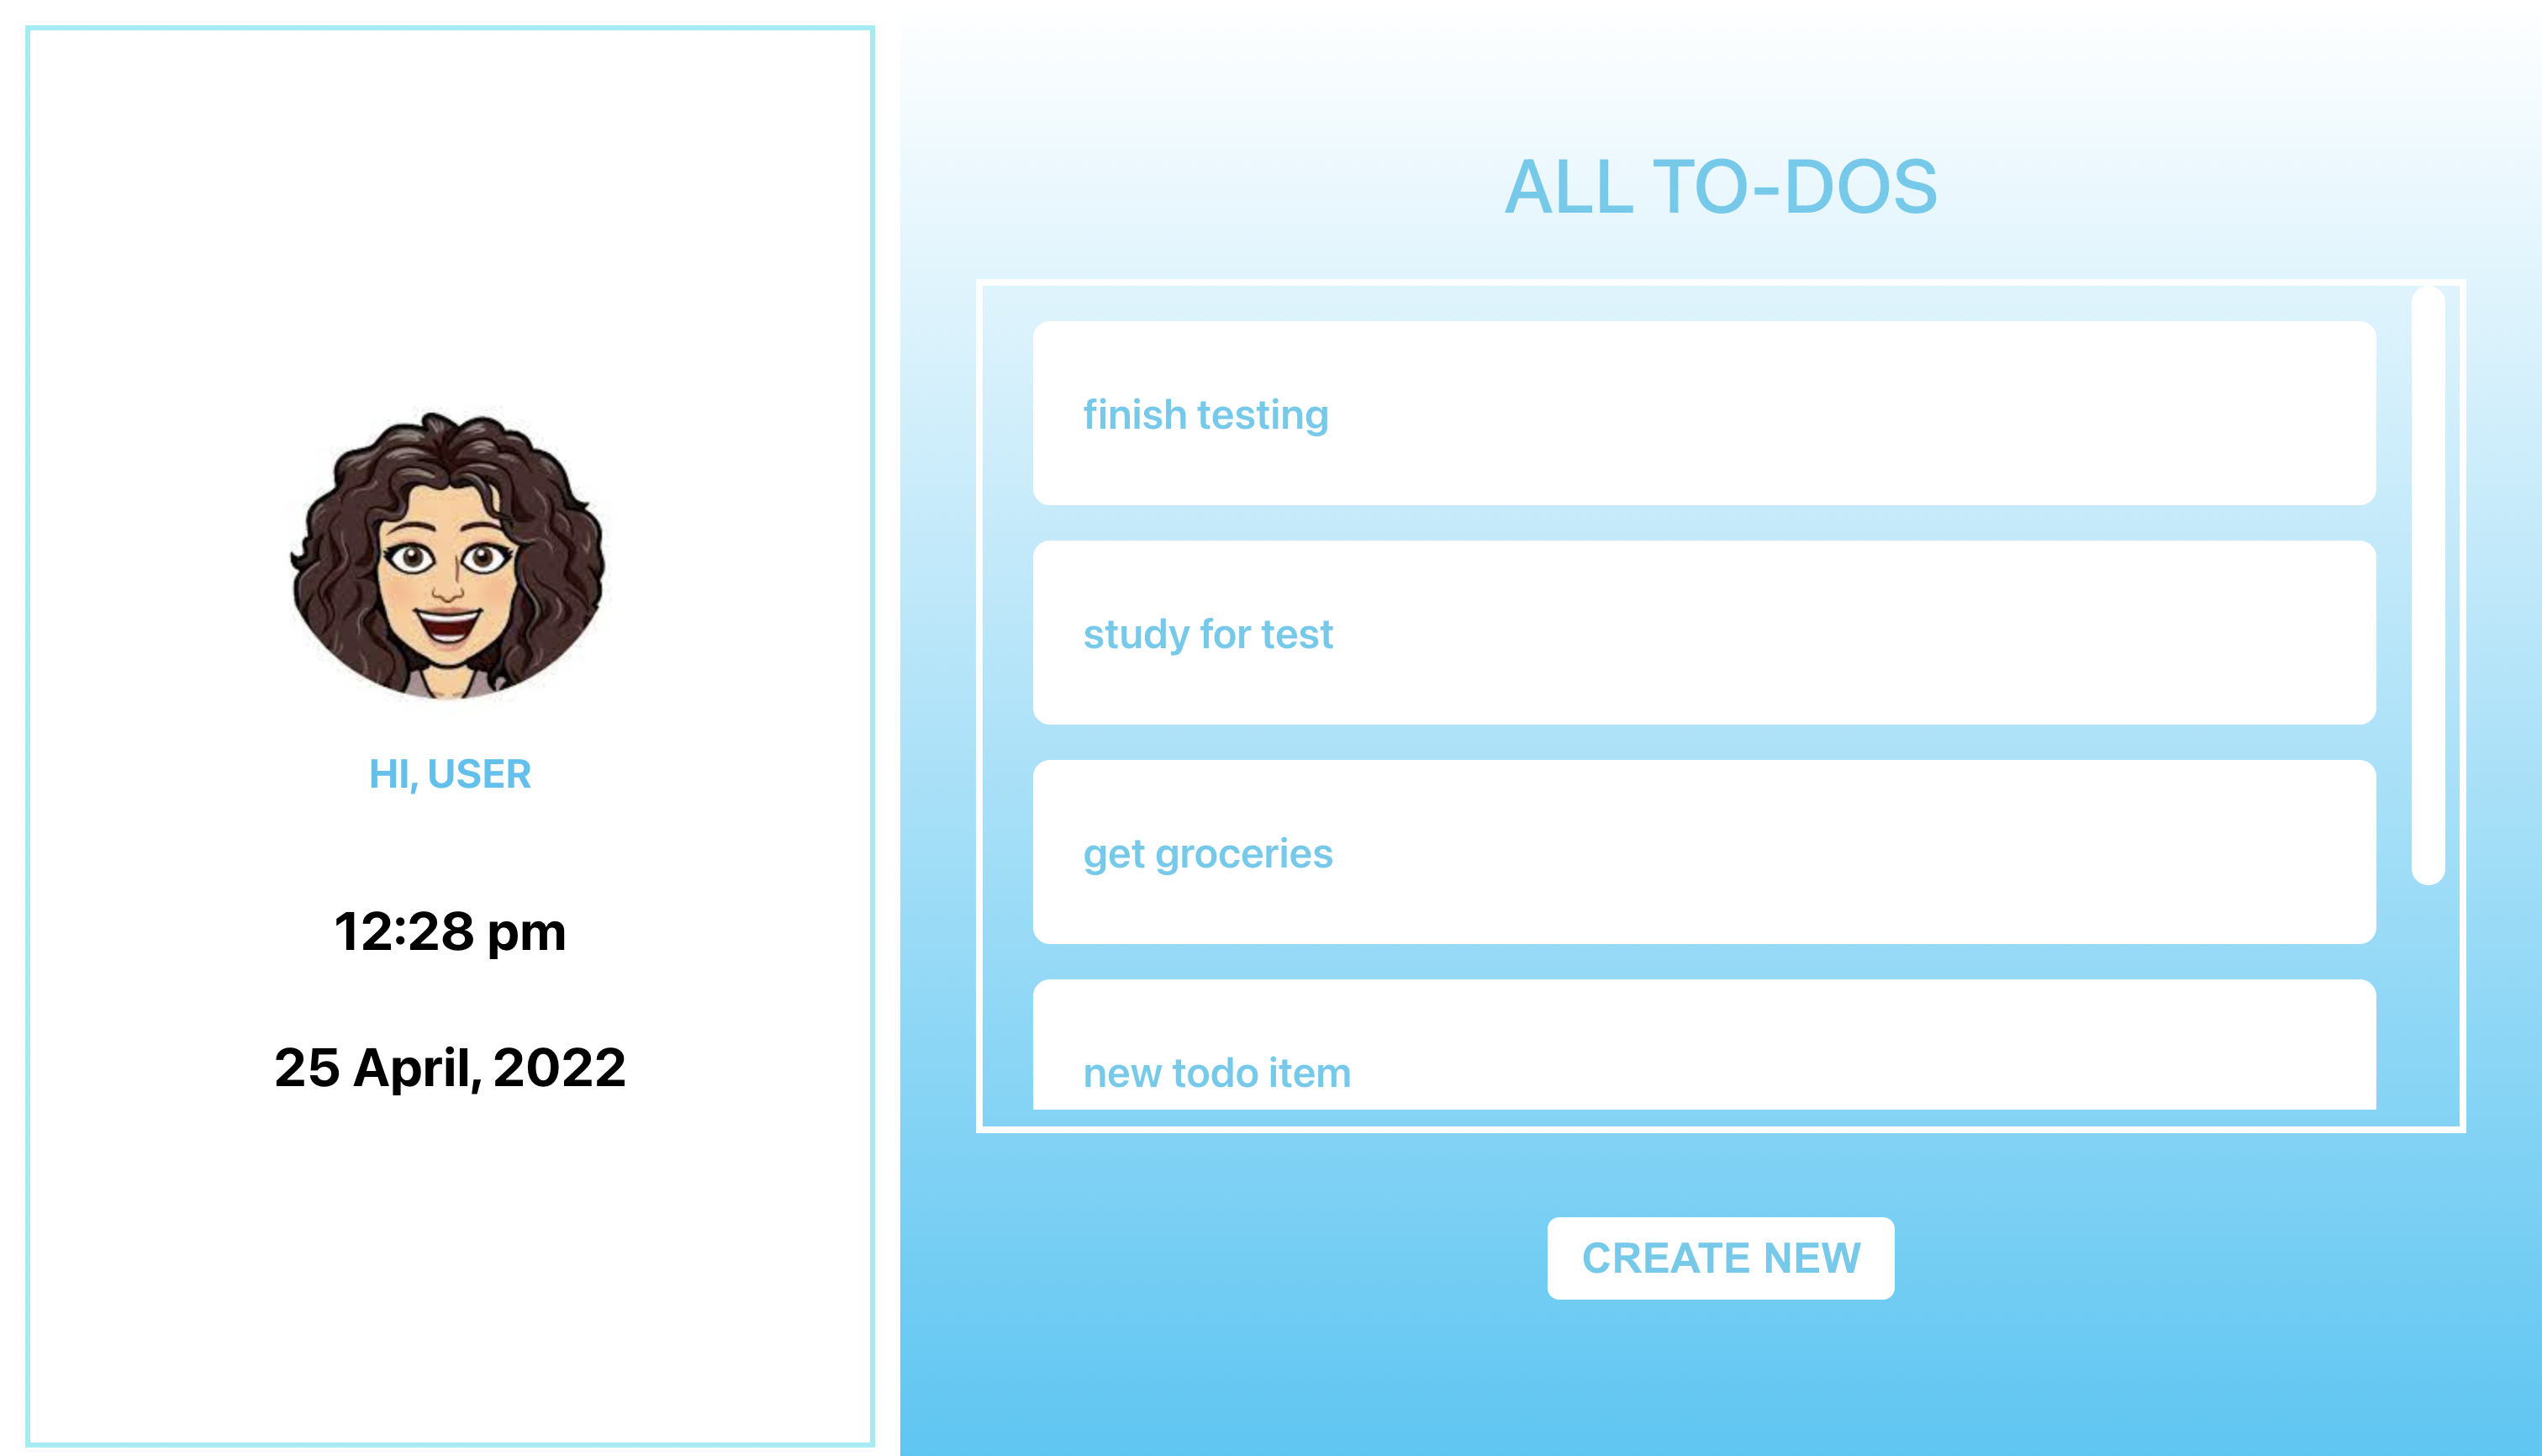 HI, USER
12:28 pm
25 April, 2022
ALL TO-DOS
finish testing
study for test
get groceries
new todo item
CREATE NEW